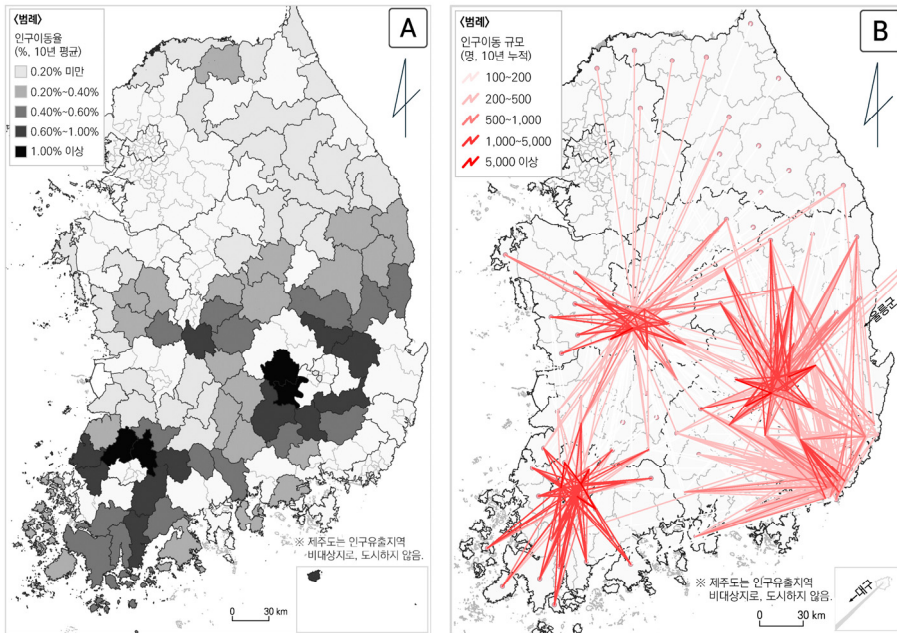 〈범례〉
인구이동율
(%, 10년 평균)
0.20% 미만
0.20%~0.40%
0.40%~0.60%
0.60%~1.00%
1.00% 이상
A
※ 제주도는 인구유출지역
비대상지로, 도시하지 않음.
0 30 km
〈범례〉
인구이동 규모
(명, 10년 누적)
100~200
200~500
500~1,000
1,000~5,000
5,000 이상
B
울릉군
※ 제주도는 인구유출지역
비대상지로, 도시하지 않음.
0 30 km
대구